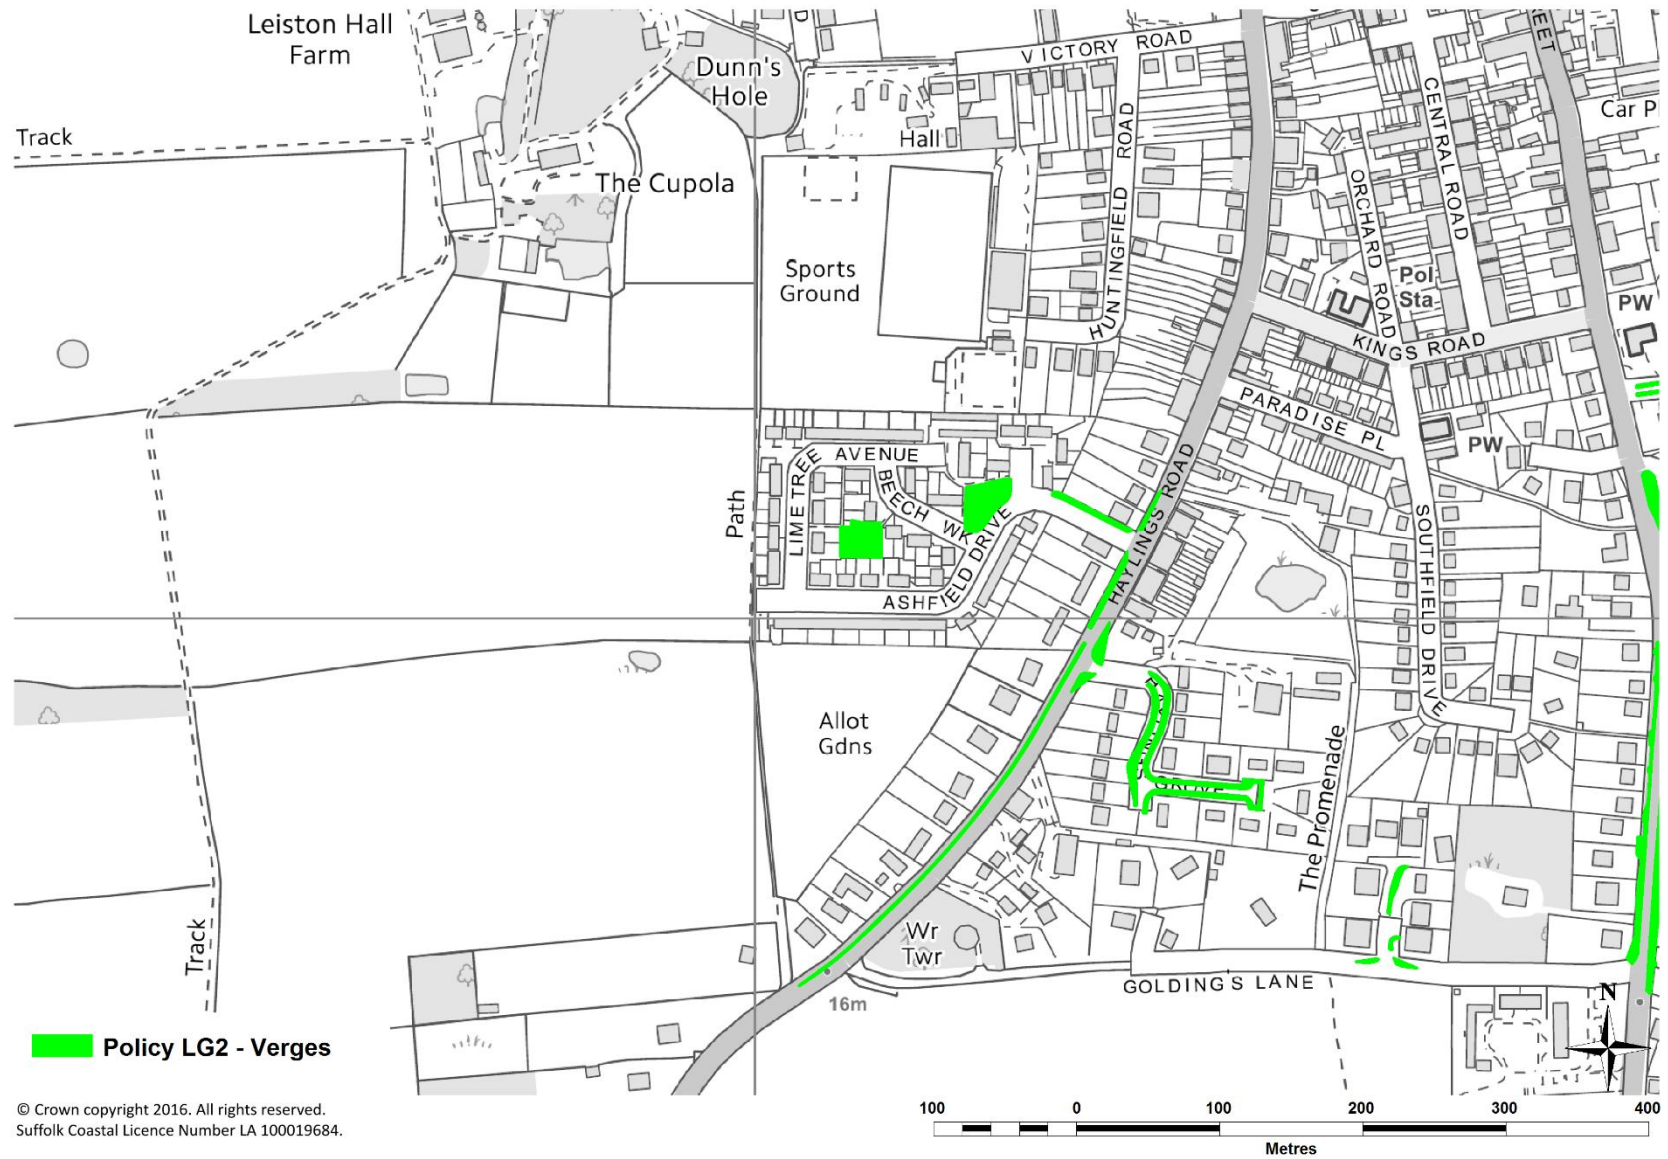 Leiston Hall
Farm
Dunn's
Hole
VICTORY ROAD
Track
Hall
CENTRAL ROAD
Car P
The Cupola
HUNTINGFIELD ROAD
ORCHARD ROAD
Sports
Ground
Pol
Sta
PW
KINGS ROAD
PARADISE PL
PW
AVENUE
LIMETREE
BEECH WK
Path
HAYLINGS ROAD
ASHFIELD DRIVE
SOUTHFIELD DRIVE
Allot
Gdns
GROVE
The Promenade
Track
Wr
Twr
16m
GOLDING'S LANE
N
Policy LG2 - Verges
© Crown copyright 2016. All rights reserved.
Suffolk Coastal Licence Number LA 100019684.
100 0 100 200 300 400
Metres